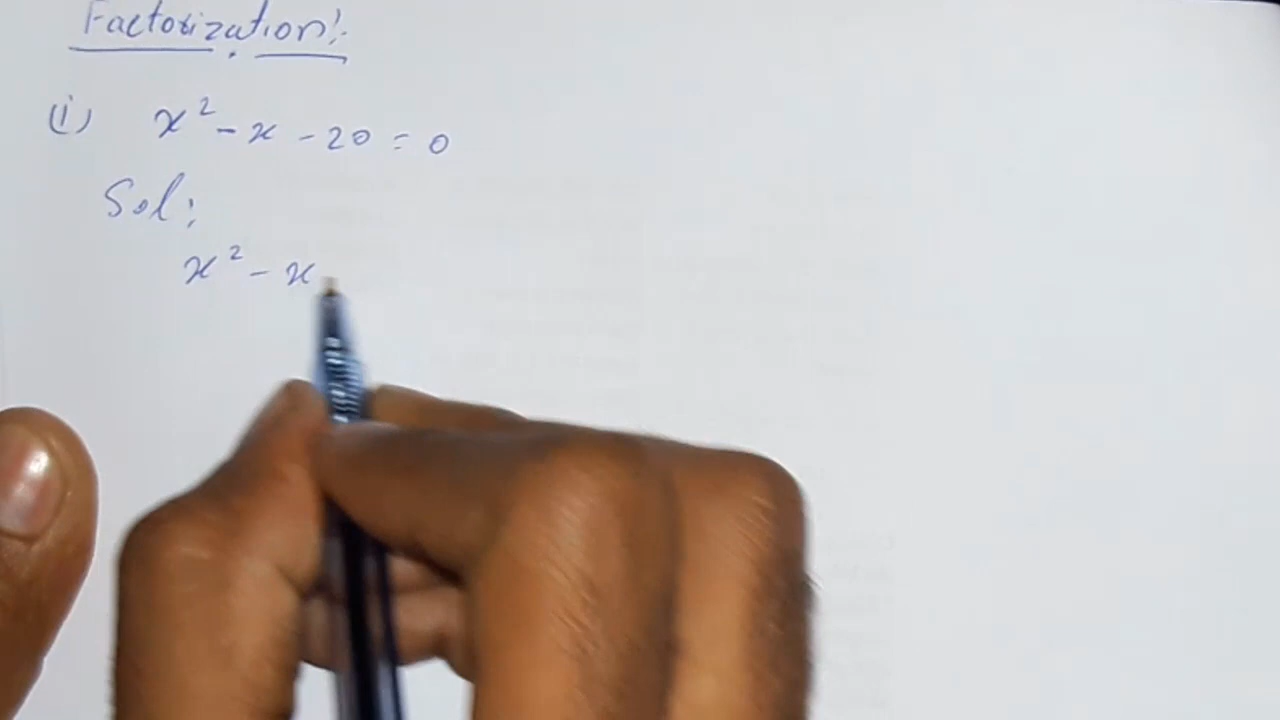 Factorization:-
(i) x² - x - 20 = 0
Sol:
x² - x